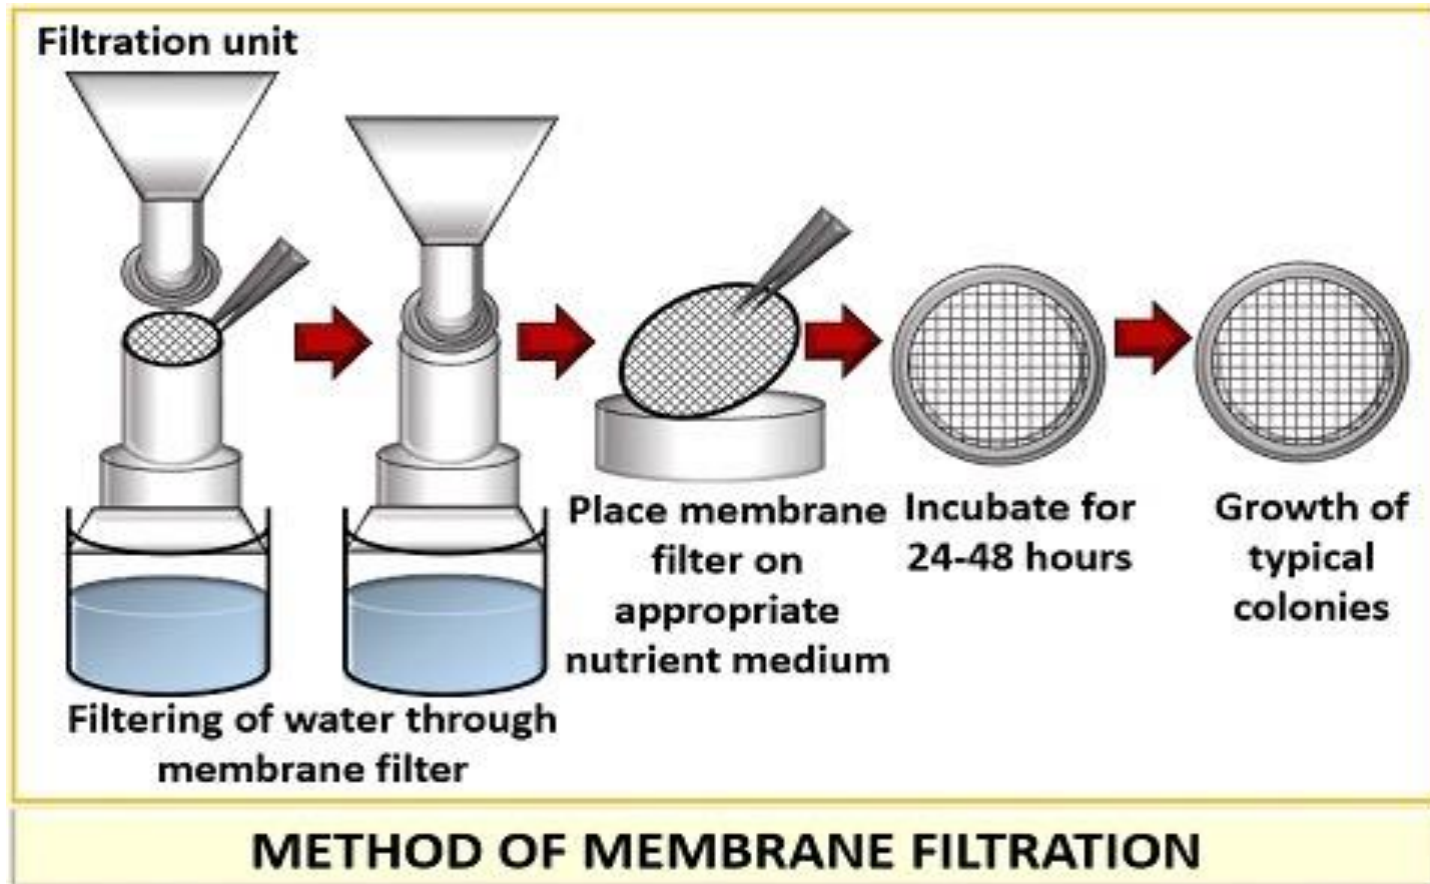 Filtration unit
Filtering of water through
membrane filter
Place membrane
filter on
appropriate
nutrient medium
Incubate for
24-48 hours
Growth of
typical
colonies
METHOD OF MEMBRANE FILTRATION